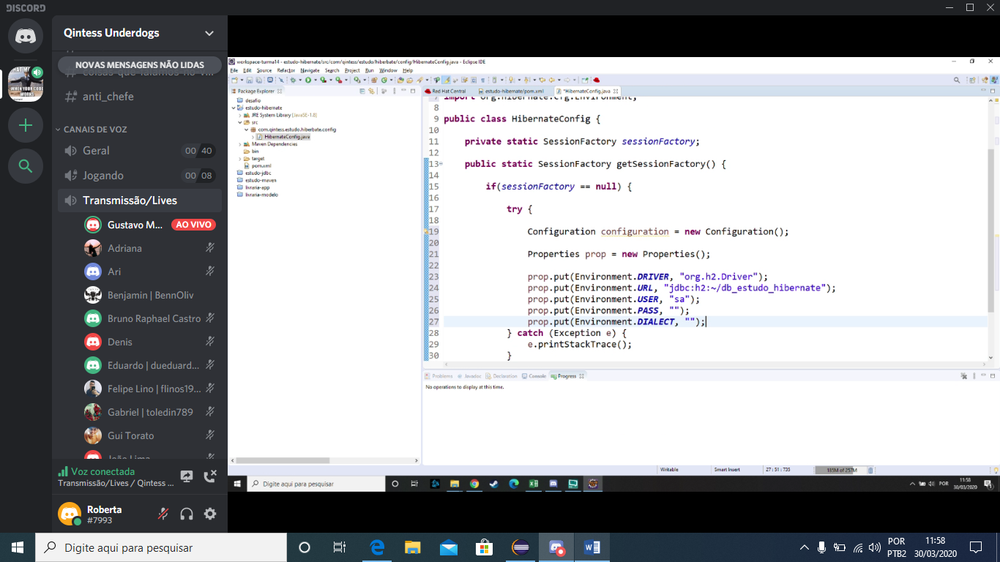 DISCORD
Qintess Underdogs
NOVAS MENSAGENS NÃO LIDAS
anti_chefe
CANAIS DE VOZ
Geral 00 40
Jogando 00 08
Transmissão/Lives
Gustavo M... AO VIVO
Adriana
Ari
Benjamin | BennOliv
Bruno Raphael Castro
Denis
Eduardo | dueduard...
Felipe Lino | flinos19...
Gabriel | toledin789
Gui Torato
João Lima
Voz conectada
Transmissão/Lives / Qintess ...
Roberta
#7993
workspace-turma14 - estudo-hibernate/src/com/qintess/estudo/hiberbate/config/HibernateConfig.java - Eclipse IDE
File Edit Source Refactor Navigate Search Project Run Window Help
Package Explorer
desafio
estudo-hibernate
JRE System Library [JavaSE-1.8]
src
com.qintess.estudo.hiberbate.config
HibernateConfig.java
Maven Dependencies
bin
target
pom.xml
estudo-jdbc
estudo-maven
livraria-app
livraria-modelo
Red Hat Central estudo-hibernate/pom.xml *HibernateConfig.java
7 import org.hibernate.cfg.Environment;
8
9 public class HibernateConfig {
10
11 private static SessionFactory sessionFactory;
12
13 public static SessionFactory getSessionFactory() {
14
15 if(sessionFactory == null) {
16
17 try {
18
19 Configuration configuration = new Configuration();
20
21 Properties prop = new Properties();
22
23 prop.put(Environment.DRIVER, "org.h2.Driver");
24 prop.put(Environment.URL, "jdbc:h2:~/db_estudo_hibernate");
25 prop.put(Environment.USER, "sa");
26 prop.put(Environment.PASS, "");
27 prop.put(Environment.DIALECT, "");
28 } catch (Exception e) {
29 e.printStackTrace();
30 }
Problems Javadoc Declaration Console Progress
No operations to display at this time.
Writable Smart Insert 27 : 51 : 735 185M of 257M
Digite aqui para pesquisar
POR
11:58
30/03/2020
Digite aqui para pesquisar
POR
PTB2
11:58
30/03/2020